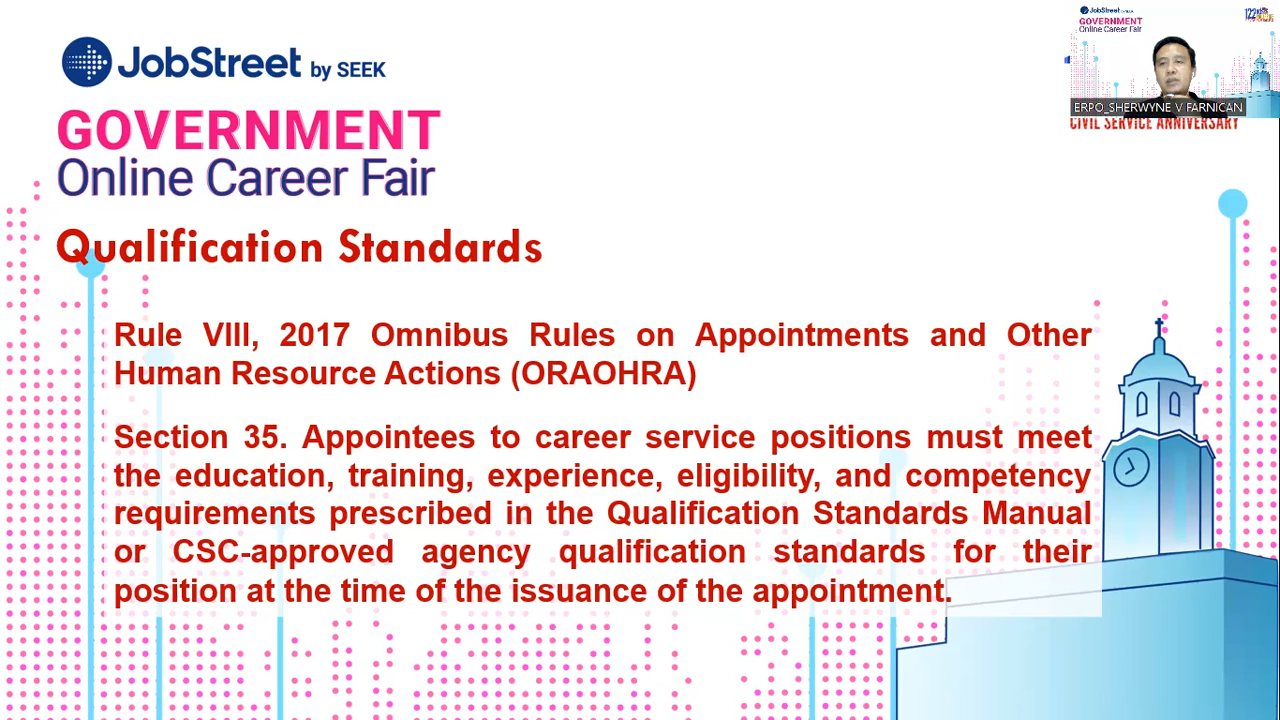 JobStreet by SEEK
GOVERNMENT
Online Career Fair
Qualification Standards
Rule VIII, 2017 Omnibus Rules on Appointments and Other
Human Resource Actions (ORAOHRA)
Section 35. Appointees to career service positions must meet
the education, training, experience, eligibility, and competency
requirements prescribed in the Qualification Standards Manual
or CSC-approved agency qualification standards for their
position at the time of the issuance of the appointment.
JobStreet
GOVERNMENT
Online Career Fair
122
ERPO_SHERWYNE V FARNICAN
CIVIL SERVICE ANNIVERSARY